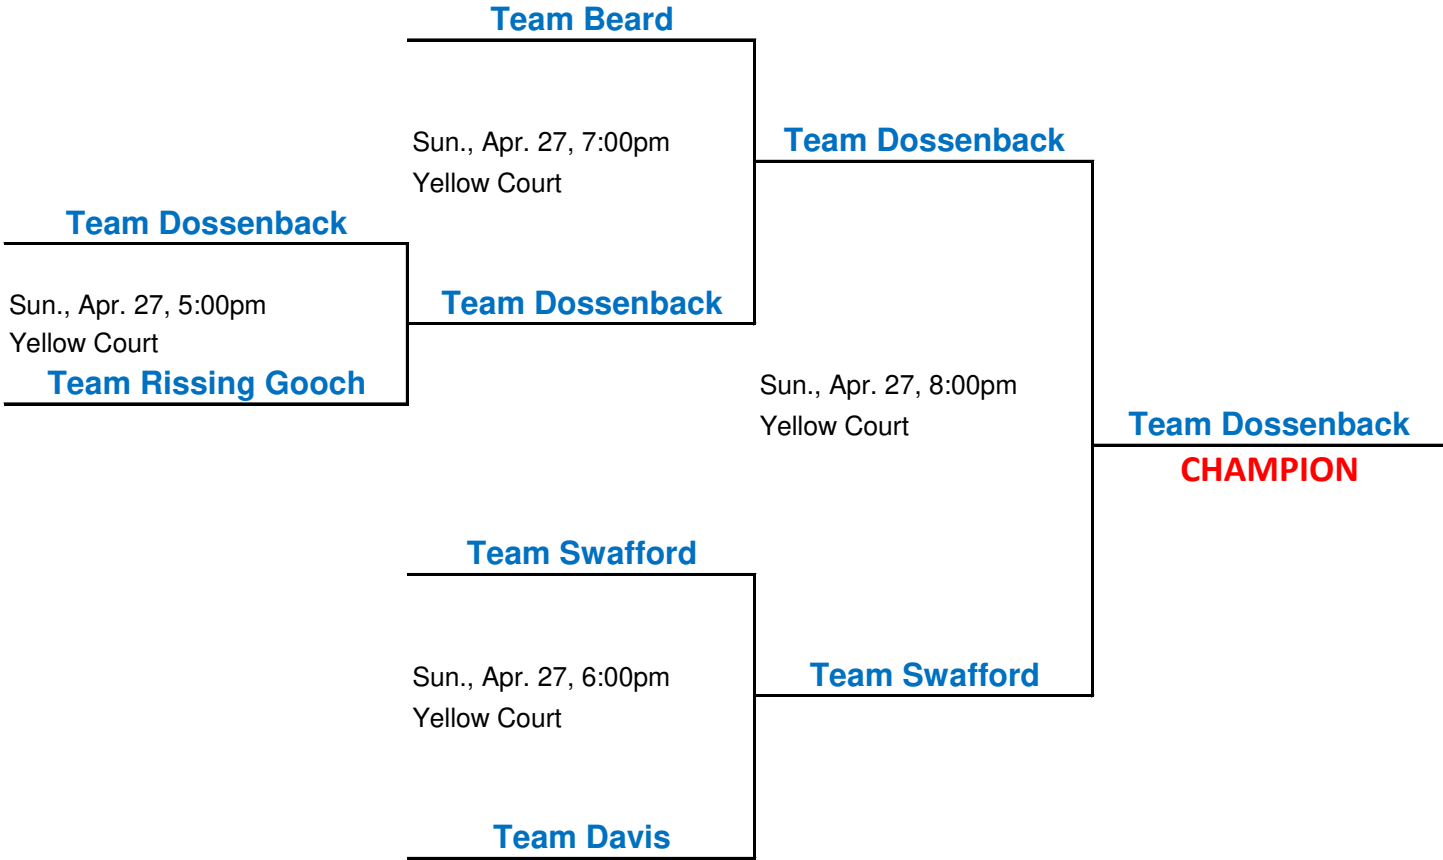 Team Beard
Sun., Apr. 27, 7:00pm
Yellow Court
Team Dossenback
Team Dossenback
Sun., Apr. 27, 5:00pm
Yellow Court
Team Rissing Gooch
Team Dossenback
Sun., Apr. 27, 8:00pm
Yellow Court
Team Dossenback
CHAMPION
Team Swafford
Sun., Apr. 27, 6:00pm
Yellow Court
Team Swafford
Team Davis